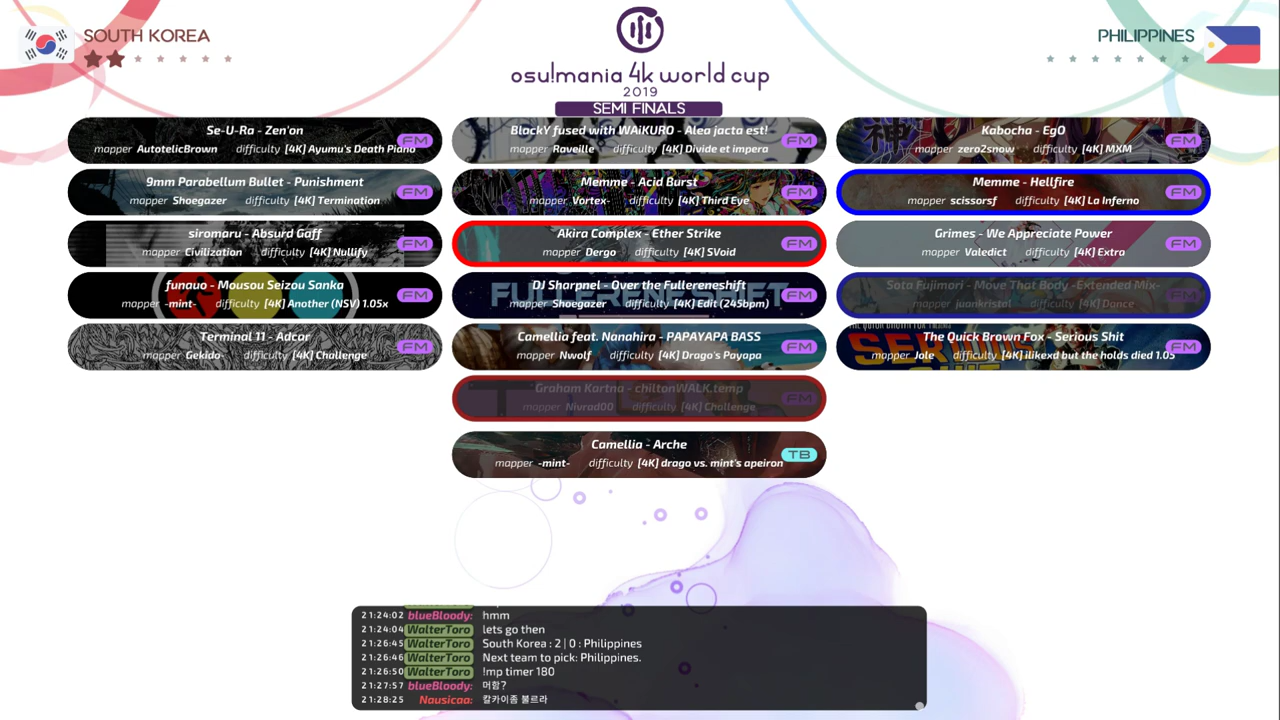 SOUTH KOREA
PHILIPPINES
osu!mania 4k world cup
2019
SEMI FINALS
Se-U-Ra - Zen'on
mapper AutotelicBrown difficulty [4K] Ayumu's Death Piano
FM
BlackY fused with WAiKURO - Alea jacta est!
mapper Raveille difficulty [4K] Divide et impera
FM
Kabocha - EgO
mapper zero2snow difficulty [4K] MXM
FM
9mm Parabellum Bullet - Punishment
mapper Shoegazer difficulty [4K] Termination
FM
Memme - Acid Burst
mapper Vortex- difficulty [4K] Third Eye
FM
Memme - Hellfire
mapper scissorsf difficulty [4K] La Inferno
FM
siromaru - Absurd Gaff
mapper Civilization difficulty [4K] Nullify
FM
Akira Complex - Ether Strike
mapper Dergo difficulty [4K] SVoid
FM
Grimes - We Appreciate Power
mapper Valedict difficulty [4K] Extra
FM
funauo - Mousou Seizou Sanka
mapper -mint- difficulty [4K] Another (NSV) 1.05x
FM
DJ Sharpnel - Over the Fullereneshift
mapper Shoegazer difficulty [4K] Edit (245bpm)
FM
Sota Fujimori - Move That Body -Extended Mix-
mapper juankristal difficulty [4K] Dance
FM
Terminal 11 - Adcar
mapper Gekido- difficulty [4K] Challenge
FM
Camellia feat. Nanahira - PAPAYAPA BASS
mapper Nwolf difficulty [4K] Drago's Payapa
FM
The Quick Brown Fox - Serious Shit
mapper Jole difficulty [4K] ilikexd but the holds died 1.05
FM
Graham Kartna - chiltonWALK.temp
mapper Nivrad00 difficulty [4K] Challenge
FM
Camellia - Arche
mapper -mint- difficulty [4K] drago vs. mint's apeiron
TB
21:24:02 blueBloody: hmm
21:24:04 WalterToro lets go then
21:26:45 WalterToro South Korea : 2 | 0 : Philippines
21:26:46 WalterToro Next team to pick: Philippines.
21:26:50 WalterToro !mp timer 180
21:27:57 blueBloody: 머함?
21:28:25 Nausicaa: 칼카이좀 불르라